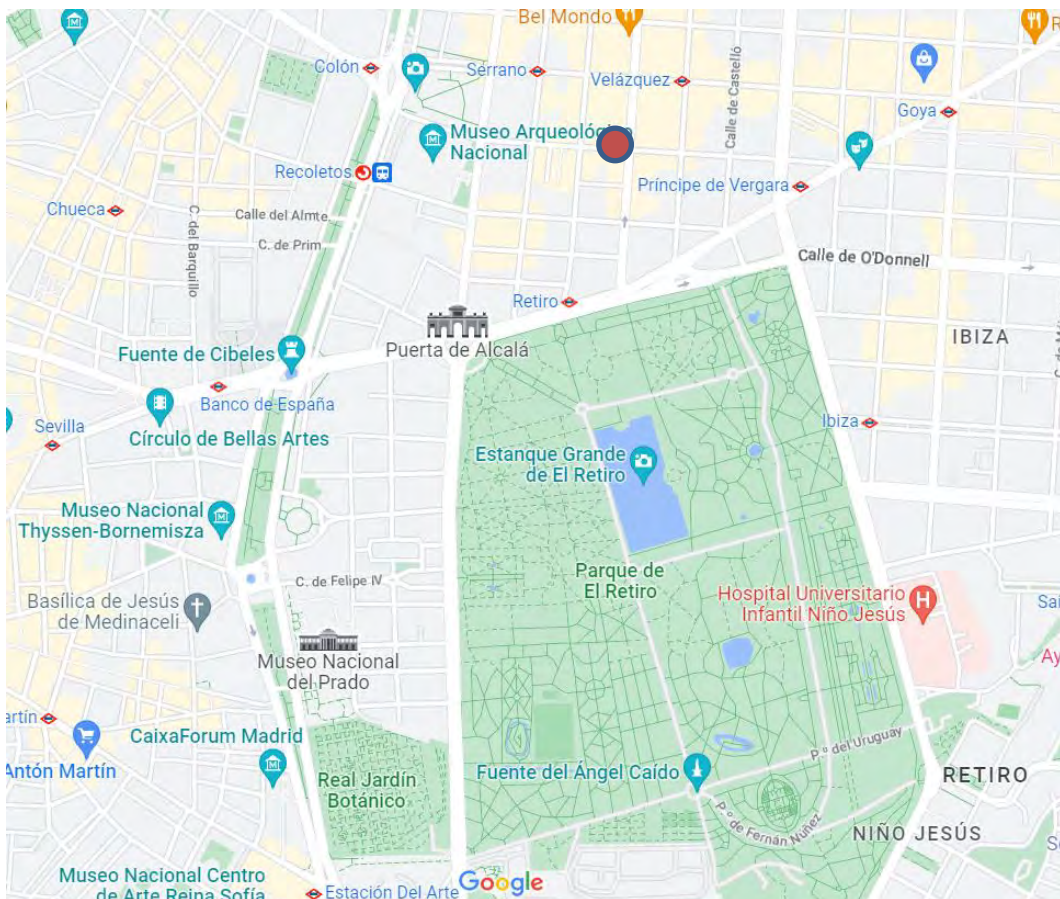 Bel Mondo
R
Colón
Serrano
Velázquez
Calle de Castelló
Goya
Museo Arqueológico
Nacional
Recoletos
Príncipe de Vergara
Chueca
C. del Barquillo
Calle del Almte
C. de Prim
Calle de O'Donnell
Retiro
Puerta de Alcalá
IBIZA
Fuente de Cibeles
Banco de España
Sevilla
Círculo de Bellas Artes
Ibiza
Estanque Grande
de El Retiro
Museo Nacional
Thyssen-Bornemisza
C. de Felipe IV
Parque de
El Retiro
Basílica de Jesús
de Medinaceli
Hospital Universitario
Infantil Niño Jesús
Museo Nacional
del Prado
artín
Antón Martín
CaixaForum Madrid
Real Jardín
Botánico
Fuente del Ángel Caído
P.º del Uruguay
RETIRO
P.º de Fernán Núñez
NIÑO JESÚS
Museo Nacional Centro
de Arte Reina Sofía
Estación Del Arte
Google